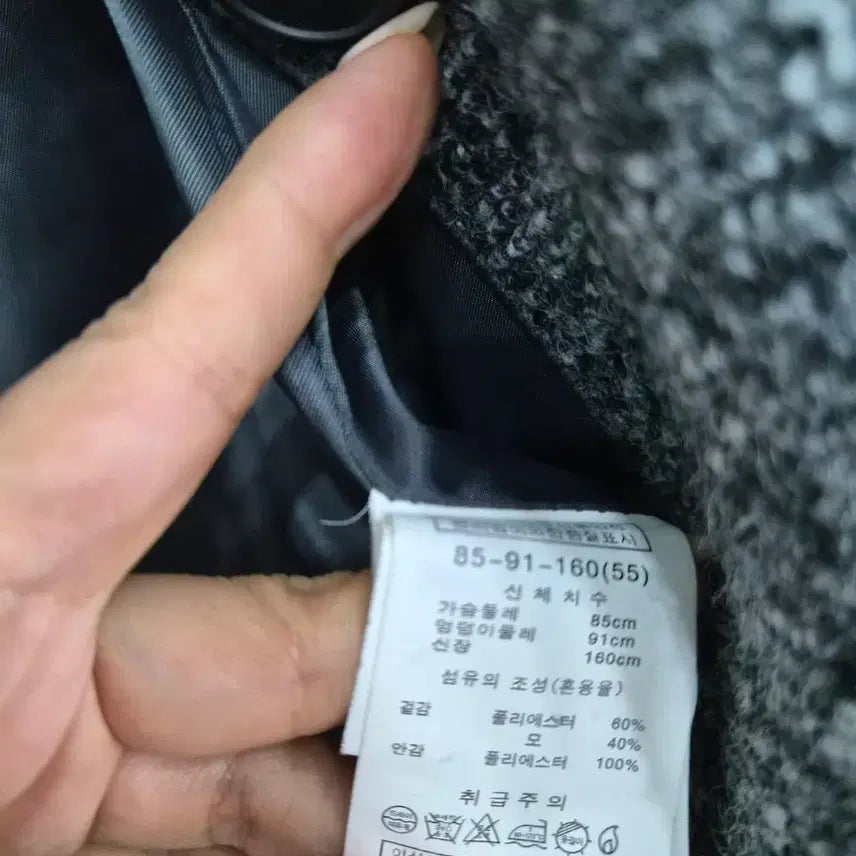 85-91-160(55)
신체치수
가슴둘레 85cm
엉덩이둘레 91cm
신장 160cm
섬유의 조성(혼용율)
겉감 폴리에스터 60%
모 40%
안감 폴리에스터 100%
취급주의